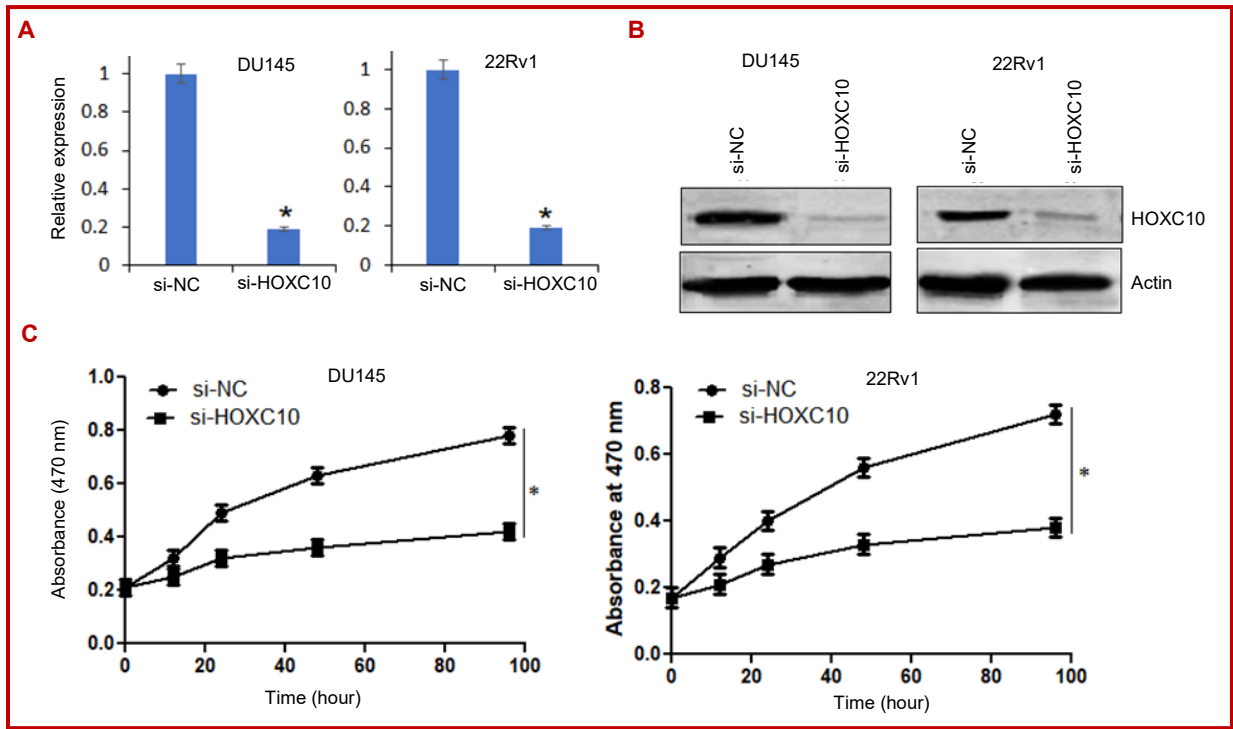 A
DU145
Relative expression
1
0.8
0.6
0.4
0.2
0
si-NC
si-HOXC10
22Rv1
1
0.8
0.6
0.4
0.2
0
si-NC
si-HOXC10
*
*
B
DU145
22Rv1
si-NC
si-HOXC10
si-NC
si-HOXC10
HOXC10
Actin
C
DU145
si-NC
si-HOXC10
Absorbance (470 nm)
1.0
0.8
0.6
0.4
0.2
0.0
0 20 40 60 80 100
Time (hour)
*
22Rv1
si-NC
si-HOXC10
Absorbance at 470 nm
0.8
0.6
0.4
0.2
0.0
0 20 40 60 80 100
Time (hour)
*